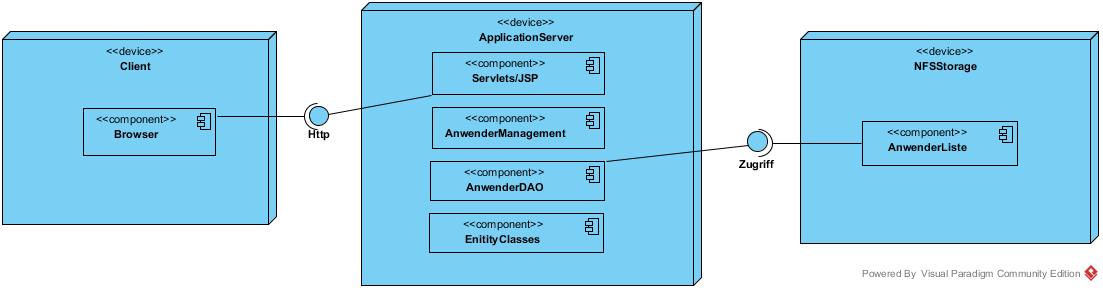 <<device>>
Client
<<component>>
Browser
Http
<<device>>
ApplicationServer
<<component>>
Servlets/JSP
<<component>>
AnwenderManagement
<<component>>
AnwenderDAO
<<component>>
EnitityClasses
Zugriff
<<device>>
NFSStorage
<<component>>
AnwenderListe
Powered By Visual Paradigm Community Edition